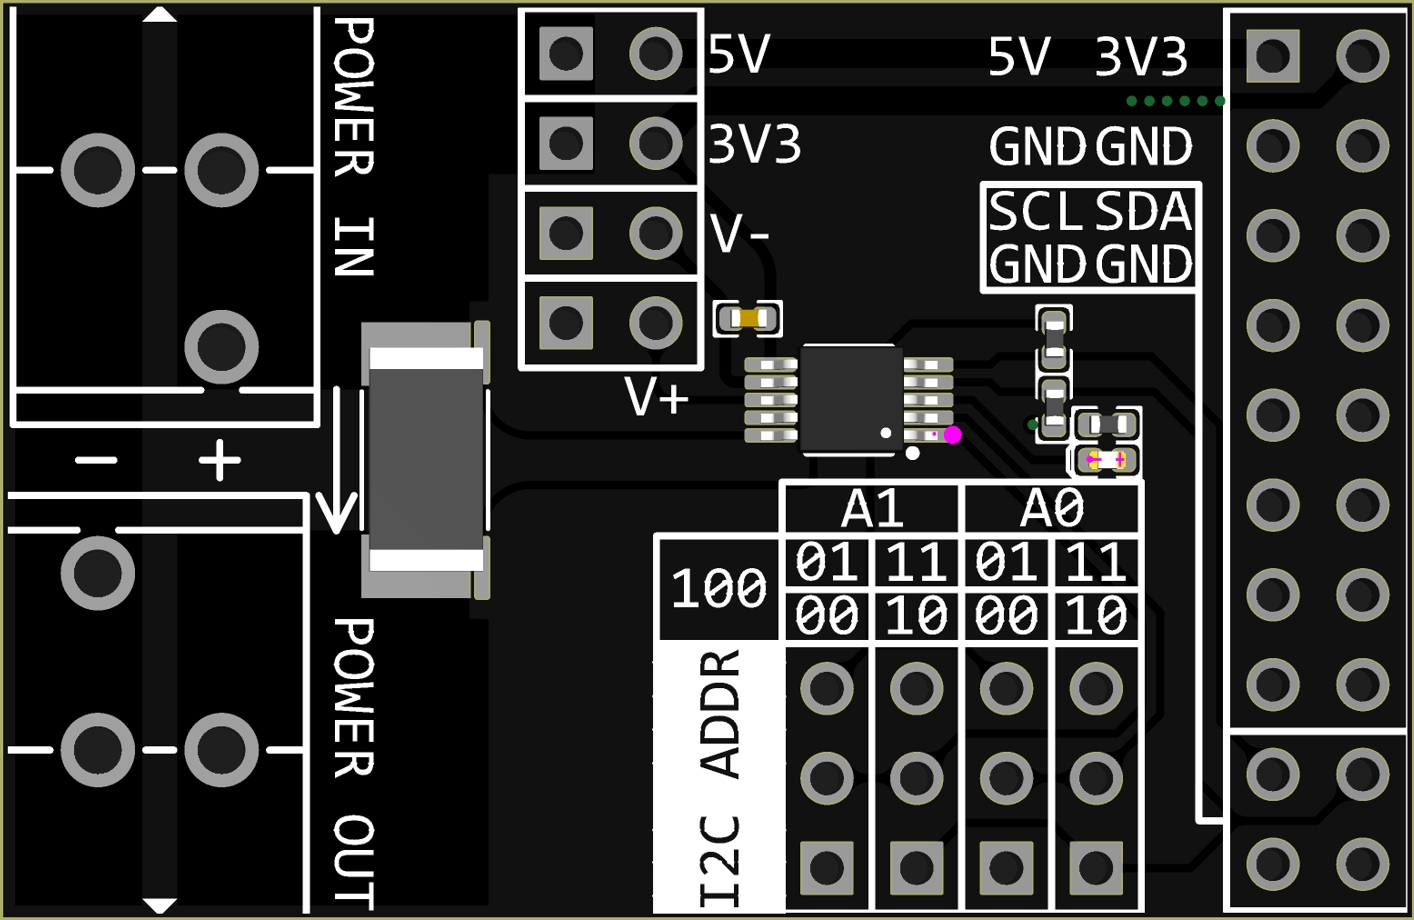 POWER IN
5V
3V3
V-
V+
5V 3V3
GND GND
SCL SDA
GND GND
- +
POWER OUT
A1 A0
100 01 11 01 11
00 10 00 10
I2C ADDR